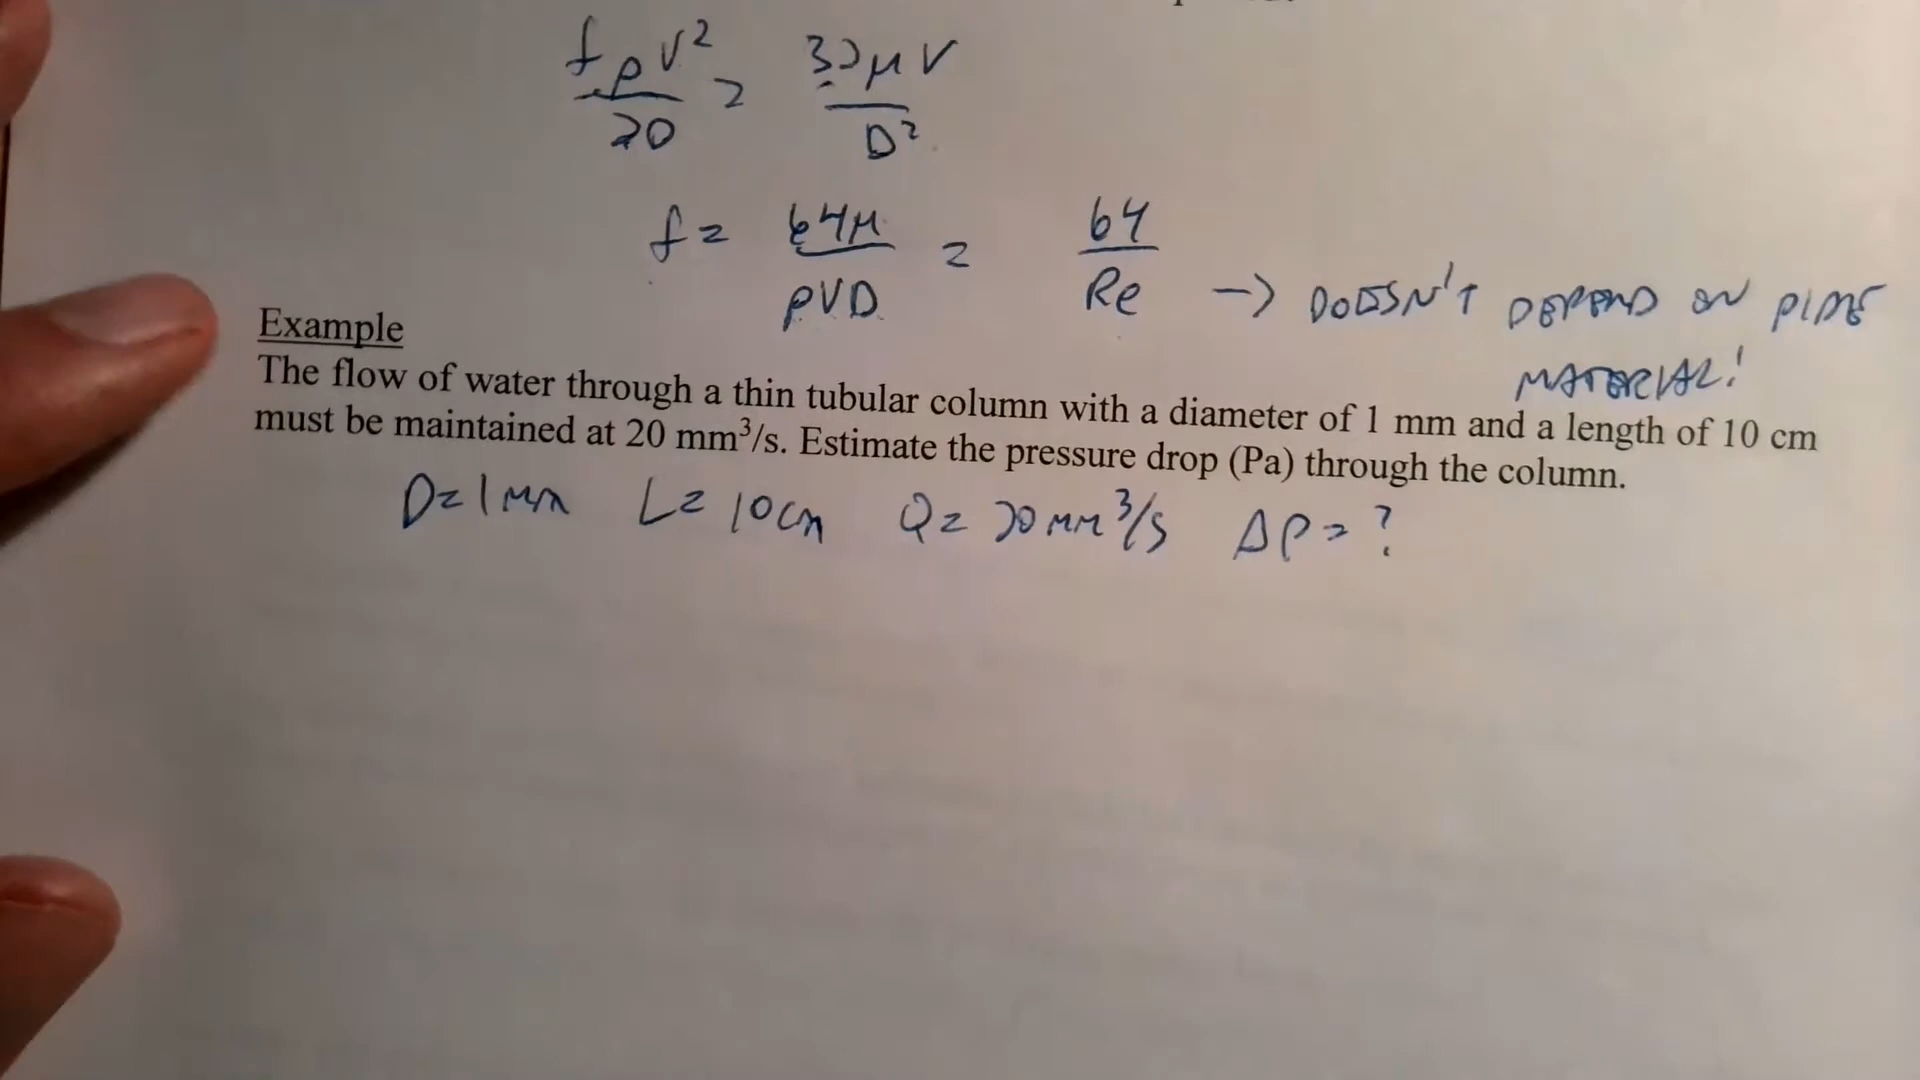 fρV² = 32μV
2D D²
f = 64μ = 64
ρVD Re → DOESN'T DEPEND ON PIPE
MATERIAL!
Example
The flow of water through a thin tubular column with a diameter of 1 mm and a length of 10 cm
must be maintained at 20 mm³/s. Estimate the pressure drop (Pa) through the column.
D=1mm L=10cm Q=20mm³/s ΔP=?